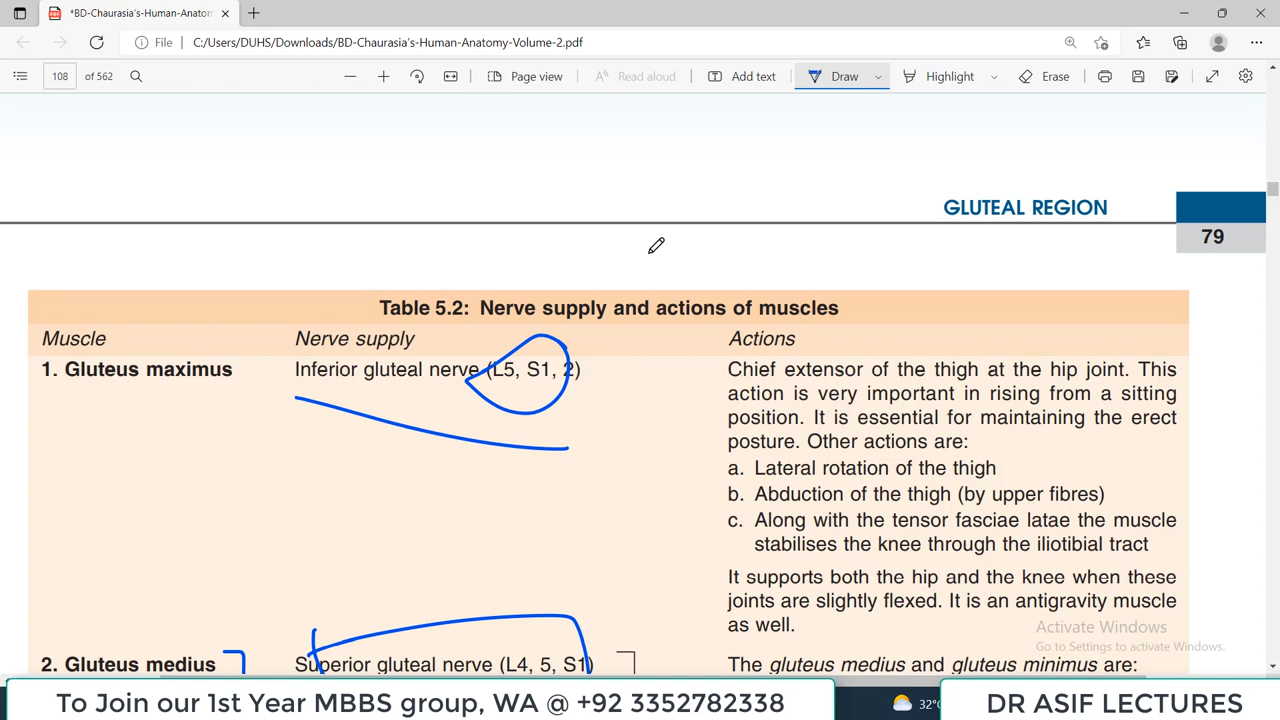 *BD-Chaurasia's-Human-Anatom
File C:/Users/DUHS/Downloads/BD-Chaurasia's-Human-Anatomy-Volume-2.pdf
108 of 562 Page view Read aloud Add text Draw Highlight Erase
GLUTEAL REGION
79
Table 5.2: Nerve supply and actions of muscles
Muscle Nerve supply Actions
1. Gluteus maximus Inferior gluteal nerve (L5, S1, 2) Chief extensor of the thigh at the hip joint. This
action is very important in rising from a sitting
position. It is essential for maintaining the erect
posture. Other actions are:
a. Lateral rotation of the thigh
b. Abduction of the thigh (by upper fibres)
c. Along with the tensor fasciae latae the muscle
stabilises the knee through the iliotibial tract
It supports both the hip and the knee when these
joints are slightly flexed. It is an antigravity muscle
as well.
Activate Windows
Go to Settings to activate Windows.
2. Gluteus medius Superior gluteal nerve (L4, 5, S1) The gluteus medius and gluteus minimus are:
To Join our 1st Year MBBS group, WA @ +92 3352782338 32° DR ASIF LECTURES